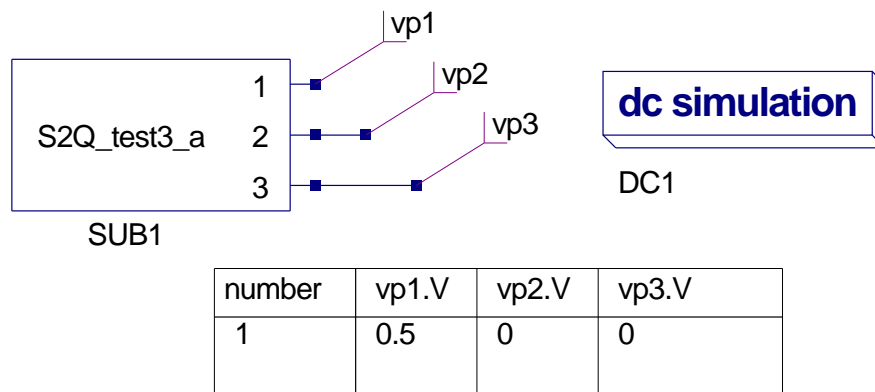 vp1
vp2
vp3
1
2
3
S2Q_test3_a
SUB1
dc simulation
DC1
number vp1.V vp2.V vp3.V
1 0.5 0 0